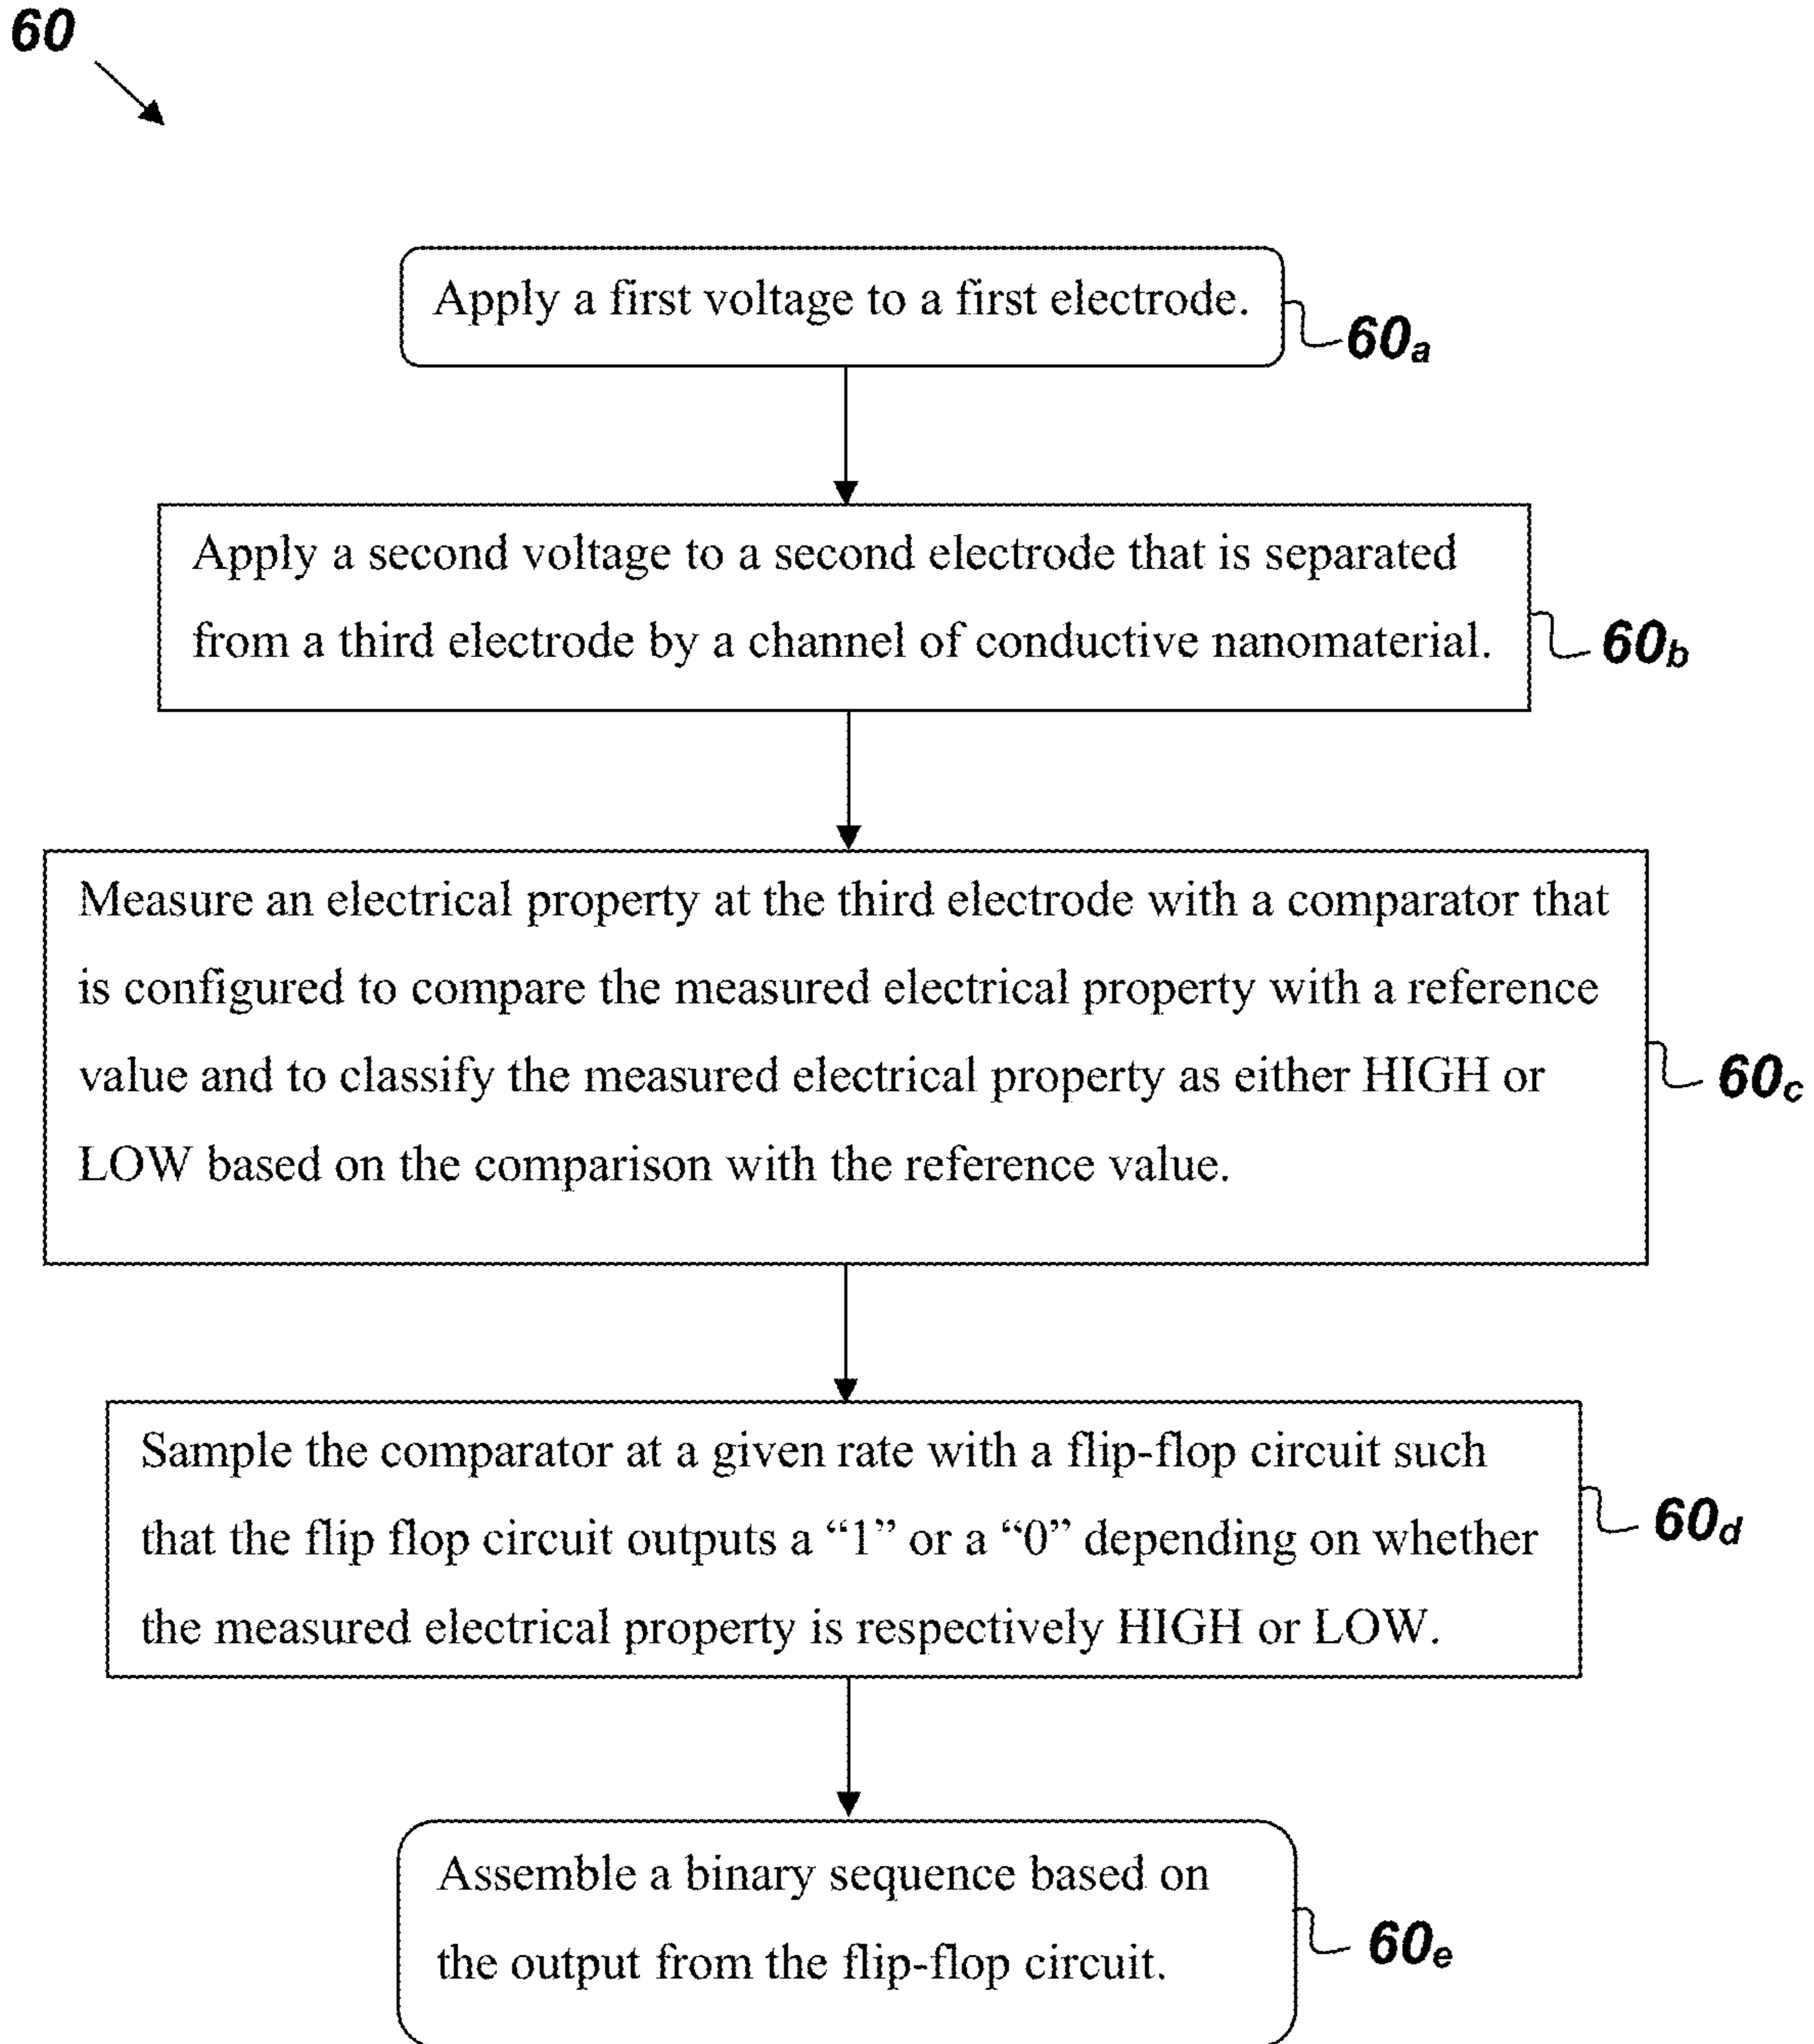 60
Apply a first voltage to a first electrode.
60a
Apply a second voltage to a second electrode that is separated
from a third electrode by a channel of conductive nanomaterial.
60b
Measure an electrical property at the third electrode with a comparator that
is configured to compare the measured electrical property with a reference
value and to classify the measured electrical property as either HIGH or
LOW based on the comparison with the reference value.
60c
Sample the comparator at a given rate with a flip-flop circuit such
that the flip flop circuit outputs a “1” or a “0” depending on whether
the measured electrical property is respectively HIGH or LOW.
60d
Assemble a binary sequence based on
the output from the flip-flop circuit.
60e